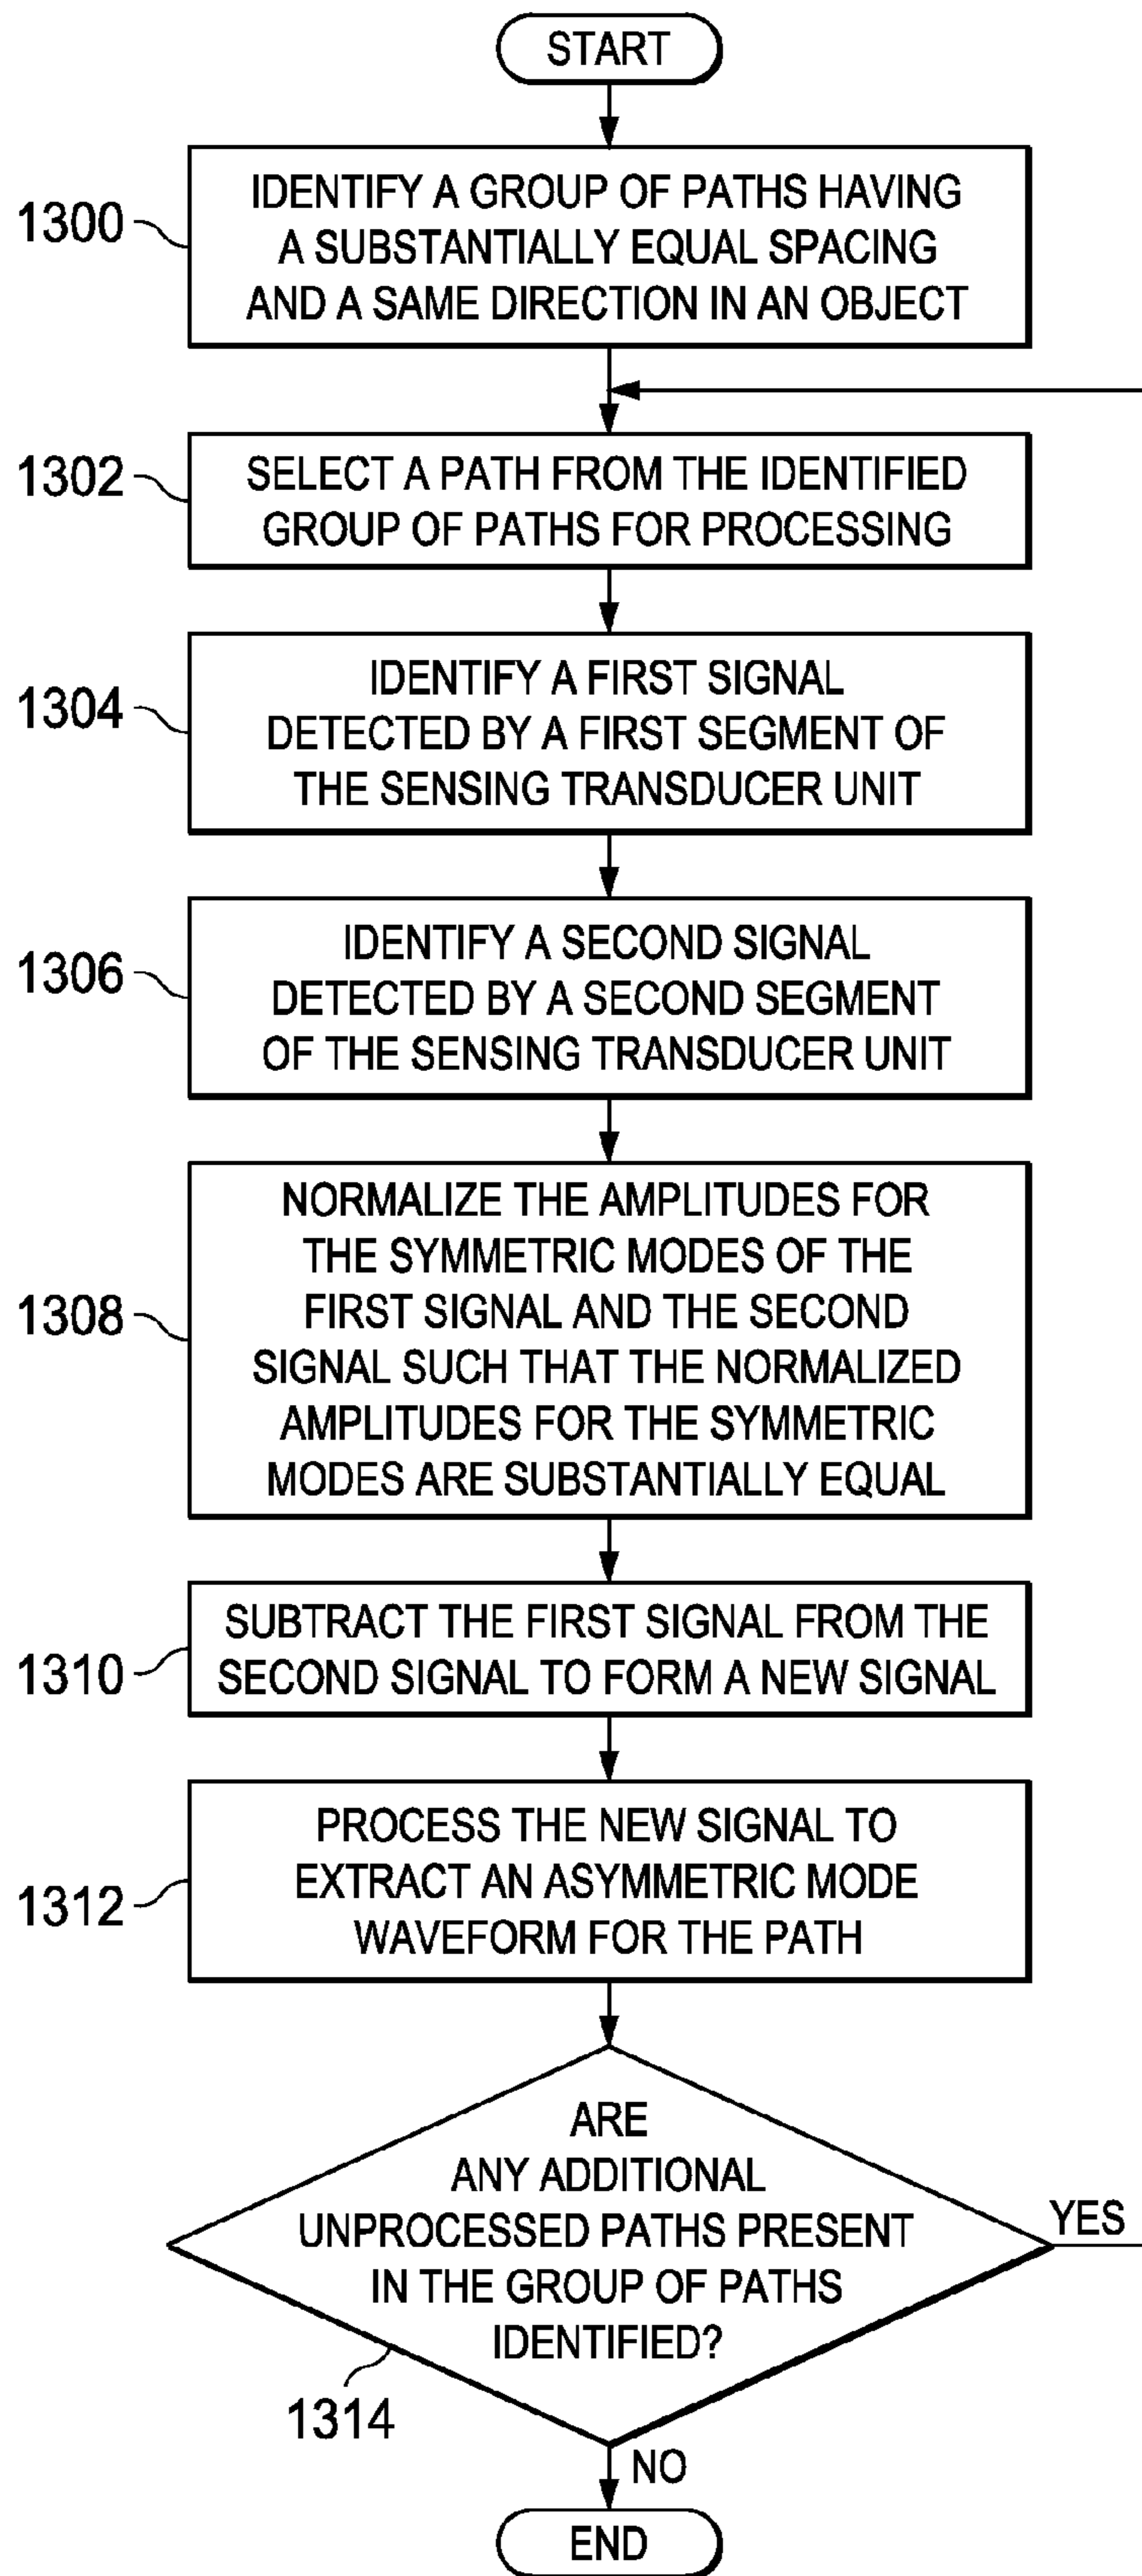 START
1300
IDENTIFY A GROUP OF PATHS HAVING
A SUBSTANTIALLY EQUAL SPACING
AND A SAME DIRECTION IN AN OBJECT
1302
SELECT A PATH FROM THE IDENTIFIED
GROUP OF PATHS FOR PROCESSING
1304
IDENTIFY A FIRST SIGNAL
DETECTED BY A FIRST SEGMENT OF
THE SENSING TRANSDUCER UNIT
1306
IDENTIFY A SECOND SIGNAL
DETECTED BY A SECOND SEGMENT
OF THE SENSING TRANSDUCER UNIT
1308
NORMALIZE THE AMPLITUDES FOR
THE SYMMETRIC MODES OF THE
FIRST SIGNAL AND THE SECOND
SIGNAL SUCH THAT THE NORMALIZED
AMPLITUDES FOR THE SYMMETRIC
MODES ARE SUBSTANTIALLY EQUAL
1310
SUBTRACT THE FIRST SIGNAL FROM THE
SECOND SIGNAL TO FORM A NEW SIGNAL
1312
PROCESS THE NEW SIGNAL TO
EXTRACT AN ASYMMETRIC MODE
WAVEFORM FOR THE PATH
ARE
ANY ADDITIONAL
UNPROCESSED PATHS PRESENT
IN THE GROUP OF PATHS
IDENTIFIED?
YES
1314
NO
END